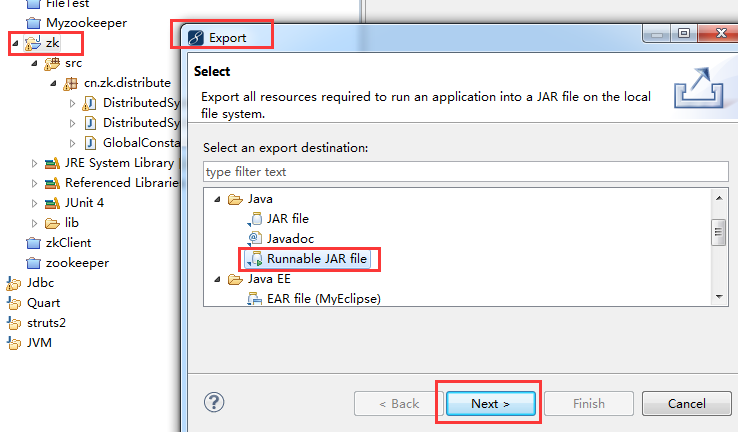 FileTest
Myzookeeper
zk
src
cn.zk.distribute
DistributedSy
DistributedSy
GlobalConsta
JRE System Library
Referenced Libraries
JUnit 4
lib
zkClient
zookeeper
Jdbc
Quart
struts2
JVM
Export
Select
Export all resources required to run an application into a JAR file on the local
file system.
Select an export destination:
type filter text
Java
JAR file
Javadoc
Runnable JAR file
Java EE
EAR file (MyEclipse)
?
< Back
Next >
Finish
Cancel